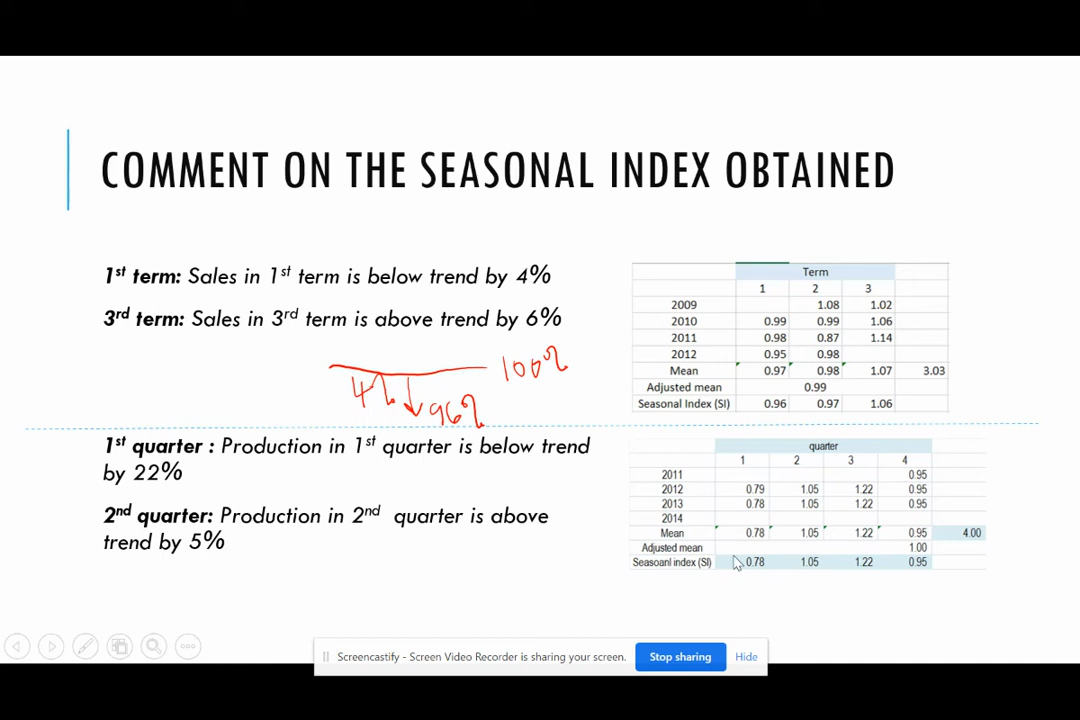 COMMENT ON THE SEASONAL INDEX OBTAINED
1st term: Sales in 1st term is below trend by 4%
3rd term: Sales in 3rd term is above trend by 6%
100%
4%
96%
1st quarter : Production in 1st quarter is below trend
by 22%
2nd quarter: Production in 2nd quarter is above
trend by 5%
Term
1 2 3
2009 1.08 1.02
2010 0.99 0.99 1.06
2011 0.98 0.87 1.14
2012 0.95 0.98
Mean 0.97 0.98 1.07 3.03
Adjusted mean 0.99
Seasonal Index (SI) 0.96 0.97 1.06
quarter
1 2 3 4
2011 0.95
2012 0.79 1.05 1.22 0.95
2013 0.78 1.05 1.22 0.95
2014
Mean 0.78 1.05 1.22 0.95 4.00
Adjusted mean 1.00
Seasoanl index (SI) 0.78 1.05 1.22 0.95
Screencastify - Screen Video Recorder is sharing your screen. Stop sharing Hide